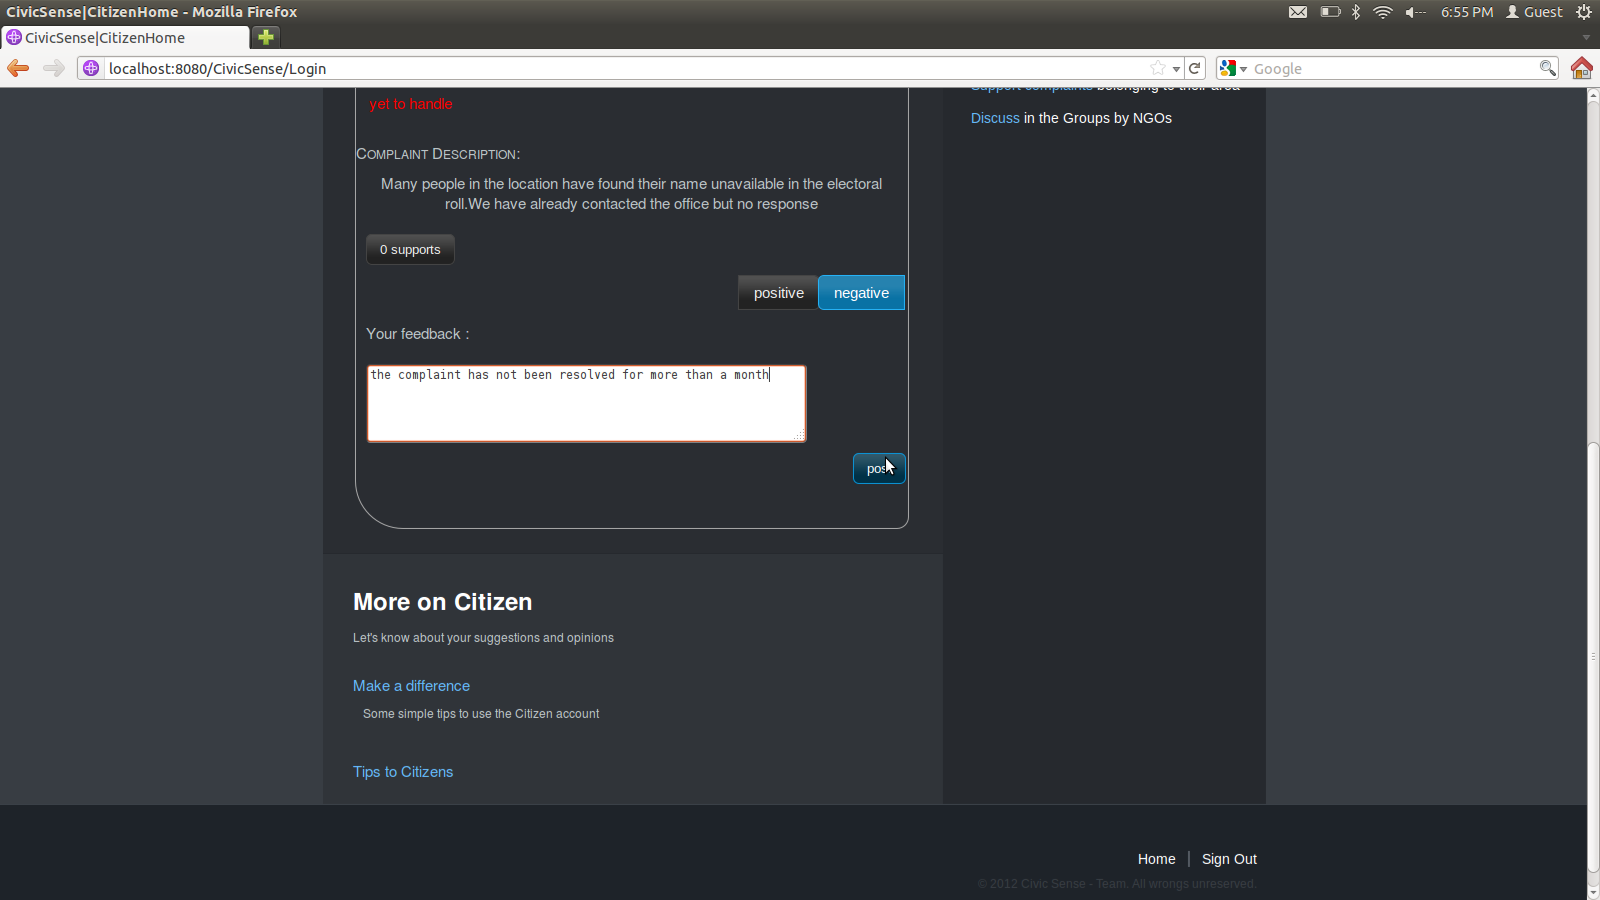 CivicSense|CitizenHome - Mozilla Firefox
6:55 PM Guest
CivicSense|CitizenHome
localhost:8080/CivicSense/Login
Google
yet to handle
Support complaints belonging to their area
Discuss in the Groups by NGOs
Complaint Description:
Many people in the location have found their name unavailable in the electoral
roll.We have already contacted the office but no response
0 supports
positive negative
Your feedback :
the complaint has not been resolved for more than a month
More on Citizen
Let's know about your suggestions and opinions
Make a difference
Some simple tips to use the Citizen account
Tips to Citizens
Home | Sign Out
© 2012 Civic Sense - Team. All wrongs unreserved.